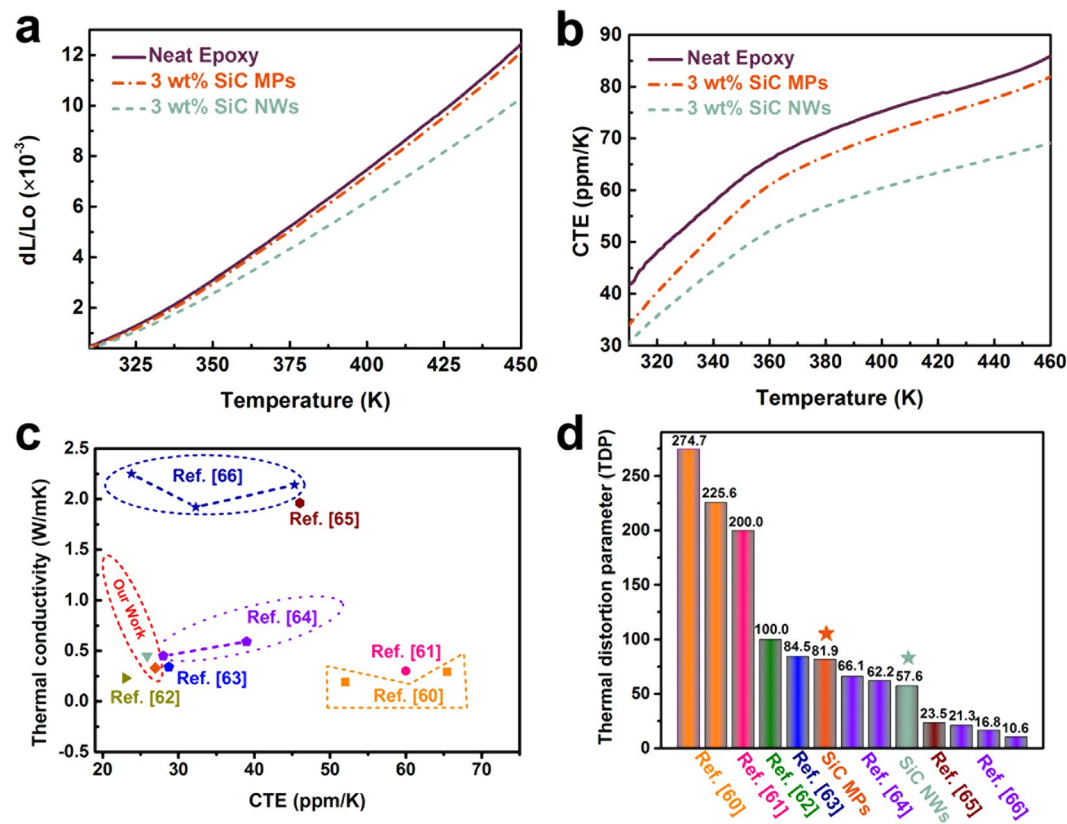 a
Neat Epoxy
3 wt% SiC MPs
3 wt% SiC NWs
12
10
8
6
4
2
dL/Lo (×10⁻³)
325
350
375
400
425
450
Temperature (K)
b
Neat Epoxy
3 wt% SiC MPs
3 wt% SiC NWs
90
80
70
60
50
40
30
CTE (ppm/K)
310
340
360
380
400
420
440
460
Temperature (K)
c
Ref. [66]
Ref. [65]
Our Work
Ref. [64]
Ref. [63]
Ref. [62]
Ref. [61]
Ref. [60]
2.5
2.0
1.5
1.0
0.5
0.0
-0.5
Thermal conductivity (W/mK)
20
30
40
50
60
70
CTE (ppm/K)
d
274.7
225.6
200.0
100.0
84.5
81.9
66.1
62.2
57.6
23.5
21.3
16.8
10.6
250
200
150
100
50
0
Thermal distortion parameter (TDP)
Ref. [60]
Ref. [61]
Ref. [62]
Ref. [63]
SiC MPs
Ref. [64]
SiC NWs
Ref. [65]
Ref. [66]